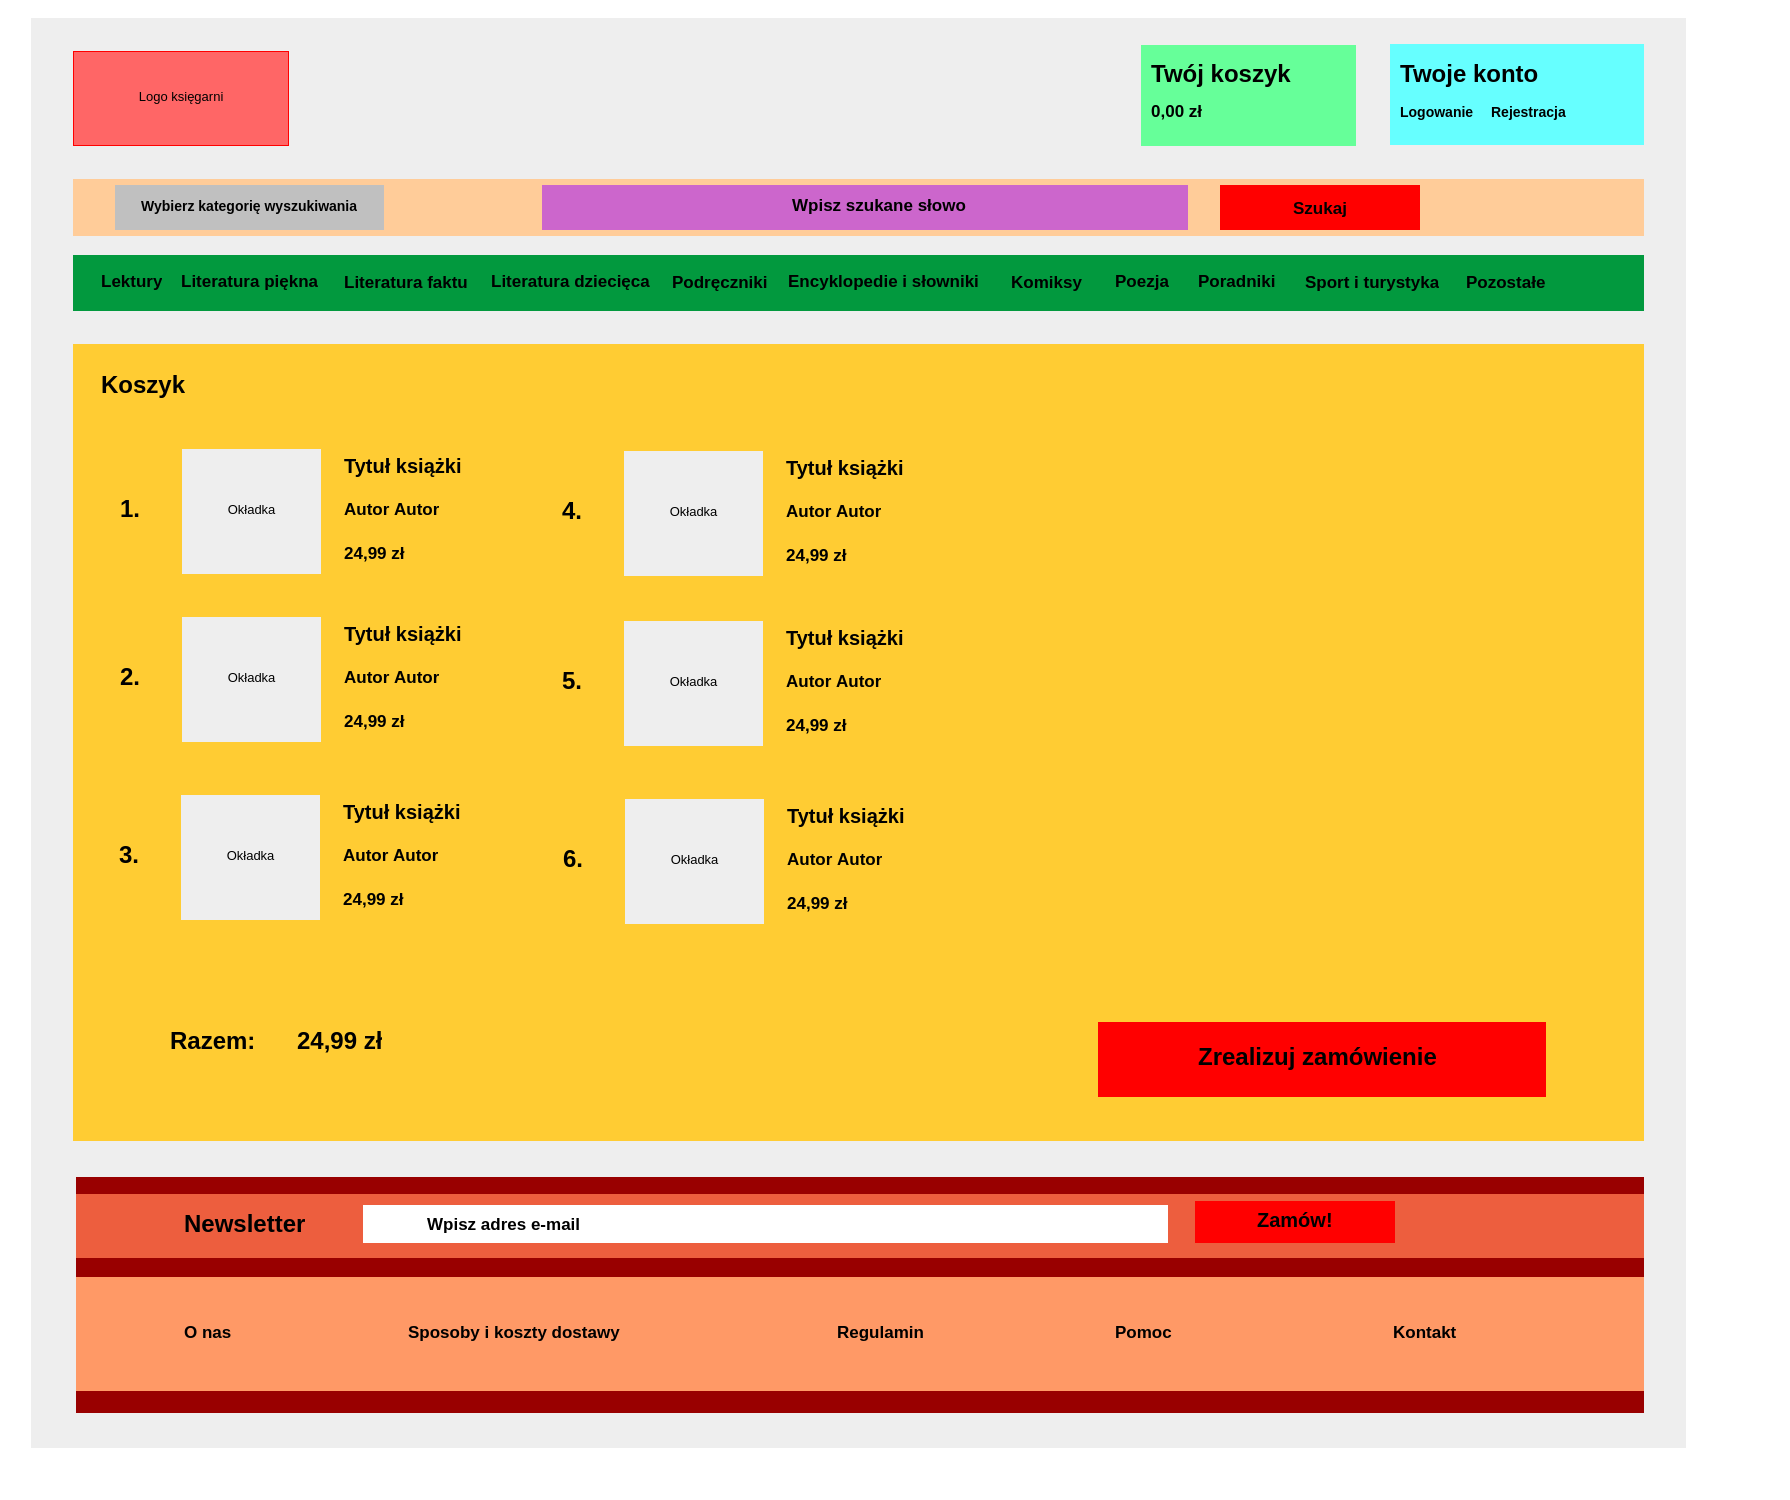 Logo księgarni
Twój koszyk
0,00 zł
Twoje konto
Logowanie Rejestracja
Wybierz kategorię wyszukiwania
Wpisz szukane słowo
Szukaj
Lektury Literatura piękna Literatura faktu Literatura dziecięca Podręczniki Encyklopedie i słowniki Komiksy Poezja Poradniki Sport i turystyka Pozostałe
Koszyk
1.
Okładka
Tytuł książki
Autor Autor
24,99 zł
2.
Okładka
Tytuł książki
Autor Autor
24,99 zł
3.
Okładka
Tytuł książki
Autor Autor
24,99 zł
4.
Okładka
Tytuł książki
Autor Autor
24,99 zł
5.
Okładka
Tytuł książki
Autor Autor
24,99 zł
6.
Okładka
Tytuł książki
Autor Autor
24,99 zł
Razem: 24,99 zł
Zrealizuj zamówienie
Newsletter
Wpisz adres e-mail
Zamów!
O nas
Sposoby i koszty dostawy
Regulamin
Pomoc
Kontakt